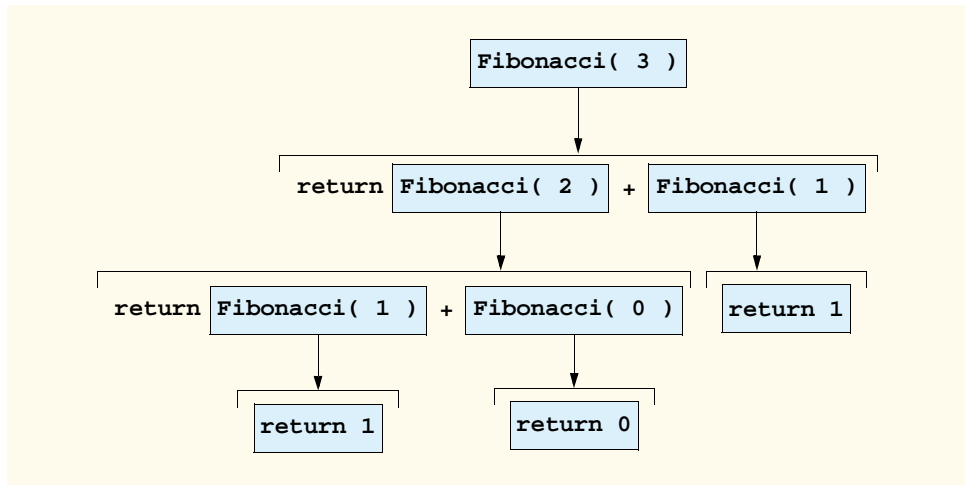 Fibonacci( 3 )
return Fibonacci( 2 ) + Fibonacci( 1 )
return Fibonacci( 1 ) + Fibonacci( 0 )
return 1
return 1
return 0